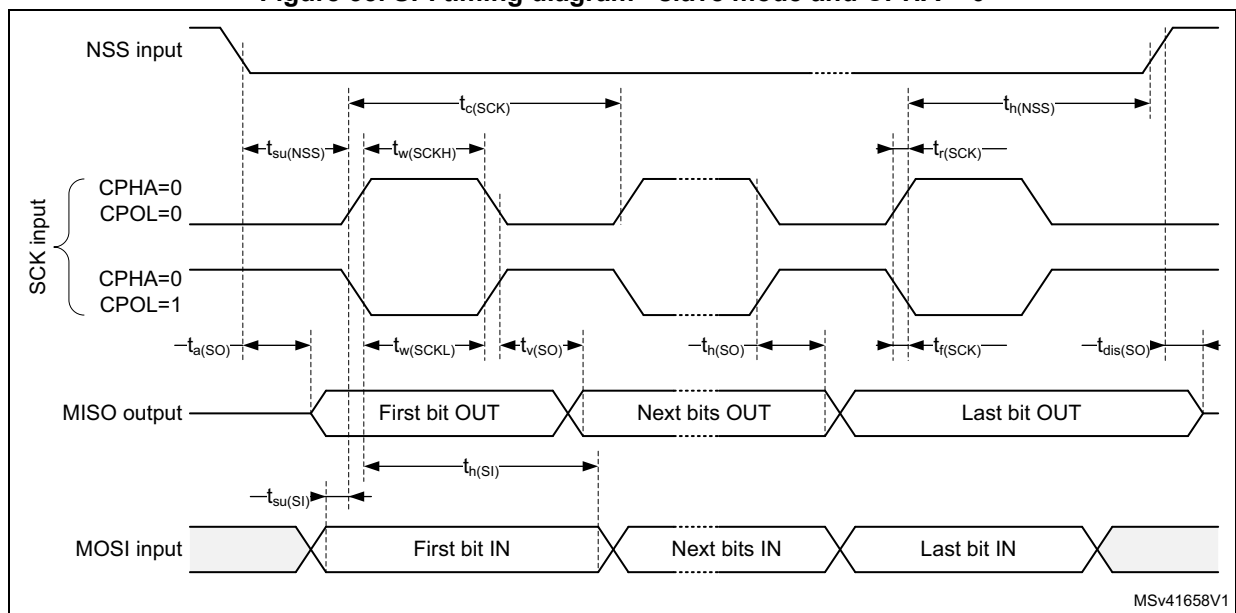 Figure SPI timing diagram - slave mode and CPHA = 0
NSS input
tc(SCK)
th(NSS)
tsu(NSS)
tw(SCKH)
tr(SCK)
SCK input
CPHA=0
CPOL=0
CPHA=0
CPOL=1
ta(SO)
tw(SCKL)
tv(SO)
th(SO)
tf(SCK)
tdis(SO)
MISO output
First bit OUT
Next bits OUT
Last bit OUT
th(SI)
tsu(SI)
MOSI input
First bit IN
Next bits IN
Last bit IN
MSv41658V1